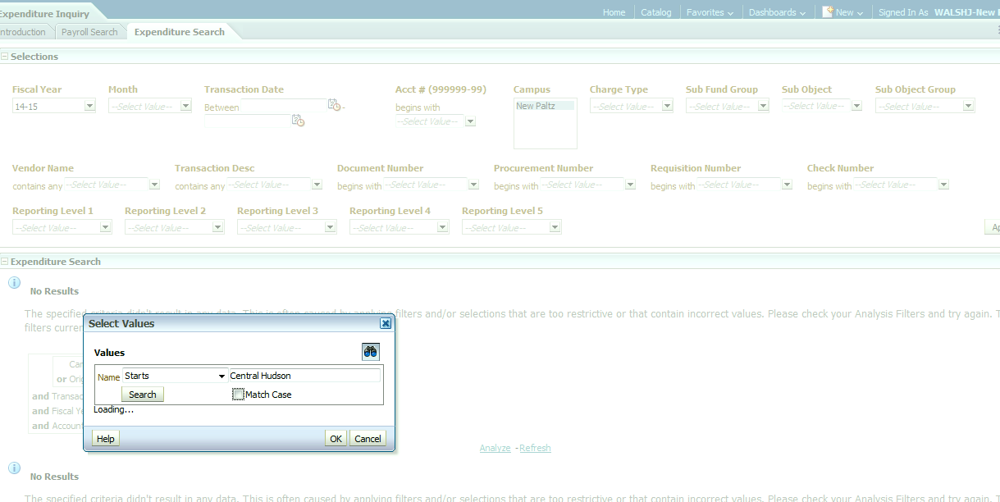 Expenditure Inquiry
Home Catalog Favorites Dashboards New Signed In As WALSHJ-New
Introduction Payroll Search Expenditure Search
Selections
Fiscal Year Month Transaction Date Acct # (999999-99) Campus Charge Type Sub Fund Group Sub Object Sub Object Group
14-15 --Select Value-- Between - begins with New Paltz --Select Value-- --Select Value-- --Select Value-- --Select Value--
--Select Value--
Vendor Name Transaction Desc Document Number Procurement Number Requisition Number Check Number
contains any --Select Value-- contains any --Select Value-- begins with --Select Value-- begins with --Select Value-- begins with --Select Value-- begins with --Select Value--
Reporting Level 1 Reporting Level 2 Reporting Level 3 Reporting Level 4 Reporting Level 5
--Select Value-- --Select Value-- --Select Value-- --Select Value-- --Select Value-- Ap
Expenditure Search
No Results
The specified criteria didn't result in any data. This is often caused by applying filters and/or selections that are too restrictive or that contain incorrect values. Please check your Analysis Filters and try again. T
filters curren
Select Values
Values
Name Starts Central Hudson
Search Match Case
Loading...
Help OK Cancel
Cam
or Orig
and Transac
and Fiscal Ye
and Account
Analyze - Refresh
No Results
The specified criteria didn't result in any data. This is often caused by applying filters and/or selections that are too restrictive or that contain incorrect values. Please check your Analysis Filters and try again. T